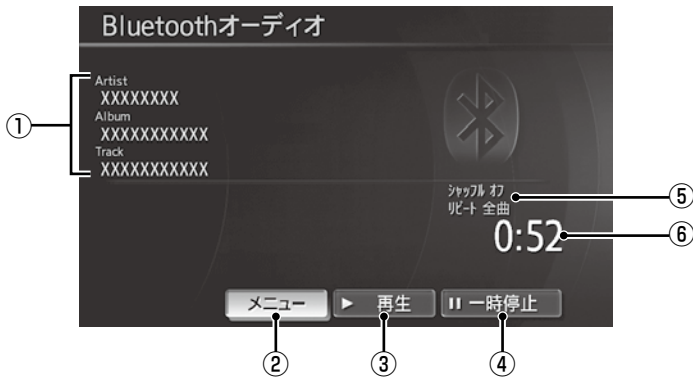 Bluetoothオーディオ
①
Artist
XXXXXXXX
Album
XXXXXXXXXXX
Track
XXXXXXXXXXX
シャッフル オフ
⑤
リピート 全曲
0:52
⑥
メニュー
▶ 再生
II 一時停止
②
③
④